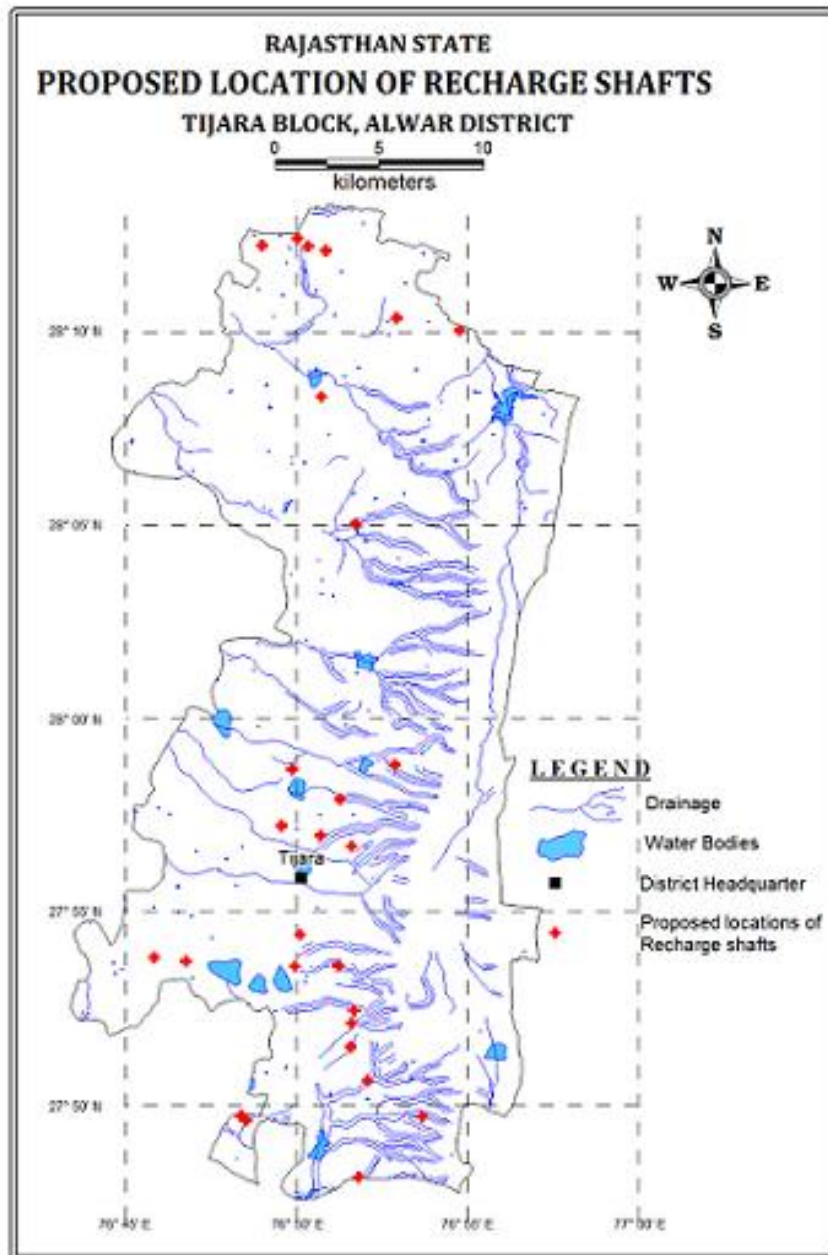 RAJASTHAN STATE
PROPOSED LOCATION OF RECHARGE SHAFTS
TIJARA BLOCK, ALWAR DISTRICT
0 5 10
kilometers
N
W E
S
28° 10' N
28° 05' N
28° 00' N
LEGEND
Drainage
Water Bodies
Tijara
District Headquarter
27° 55' N
Proposed locations of
Recharge shafts
27° 50' N
76° 45' E 76° 50' E 76° 55' E 77° 00' E